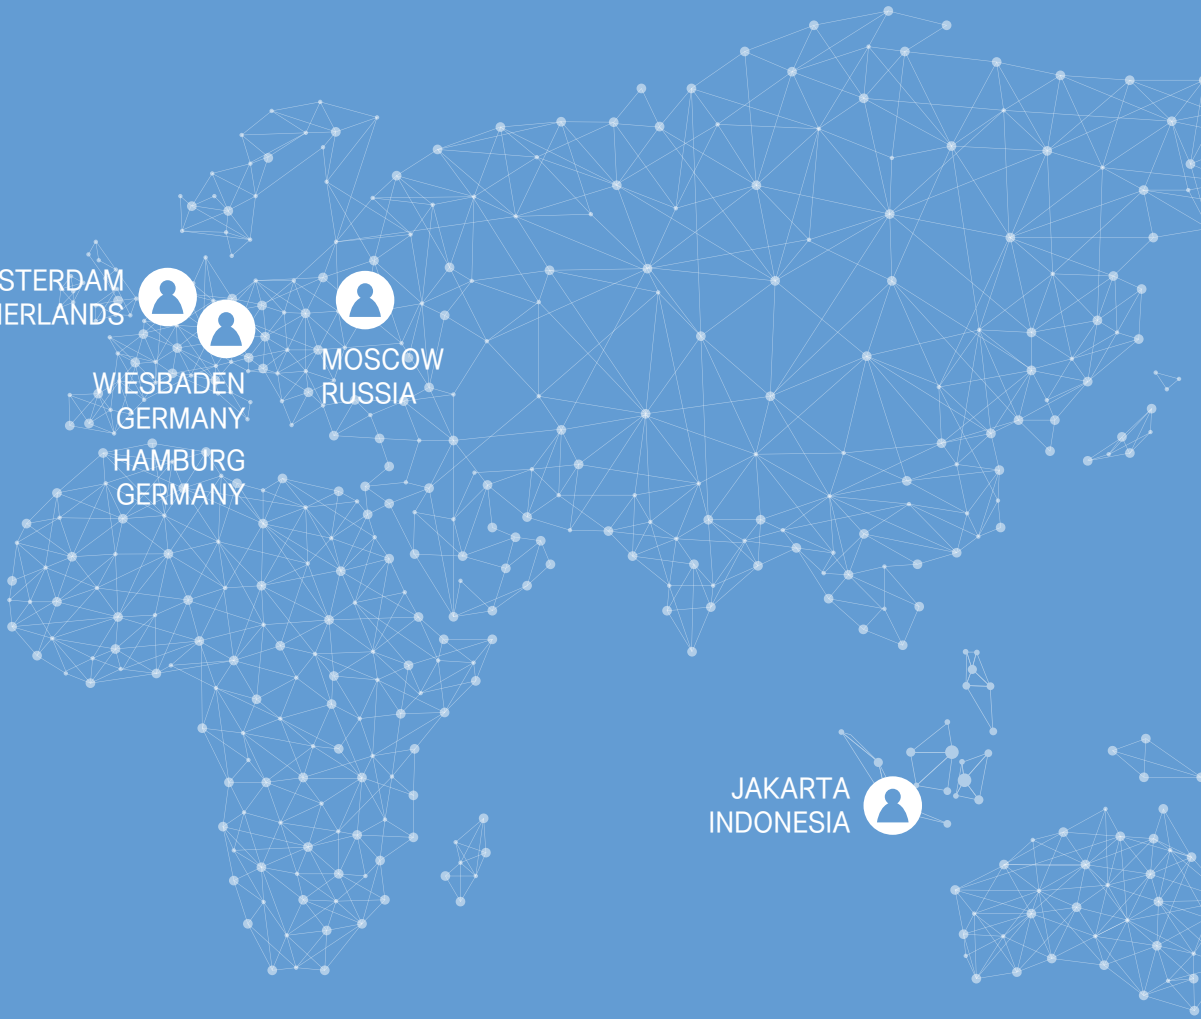 STERDAM
IERLANDS
WIESBADEN
GERMANY
HAMBURG
GERMANY
MOSCOW
RUSSIA
JAKARTA
INDONESIA